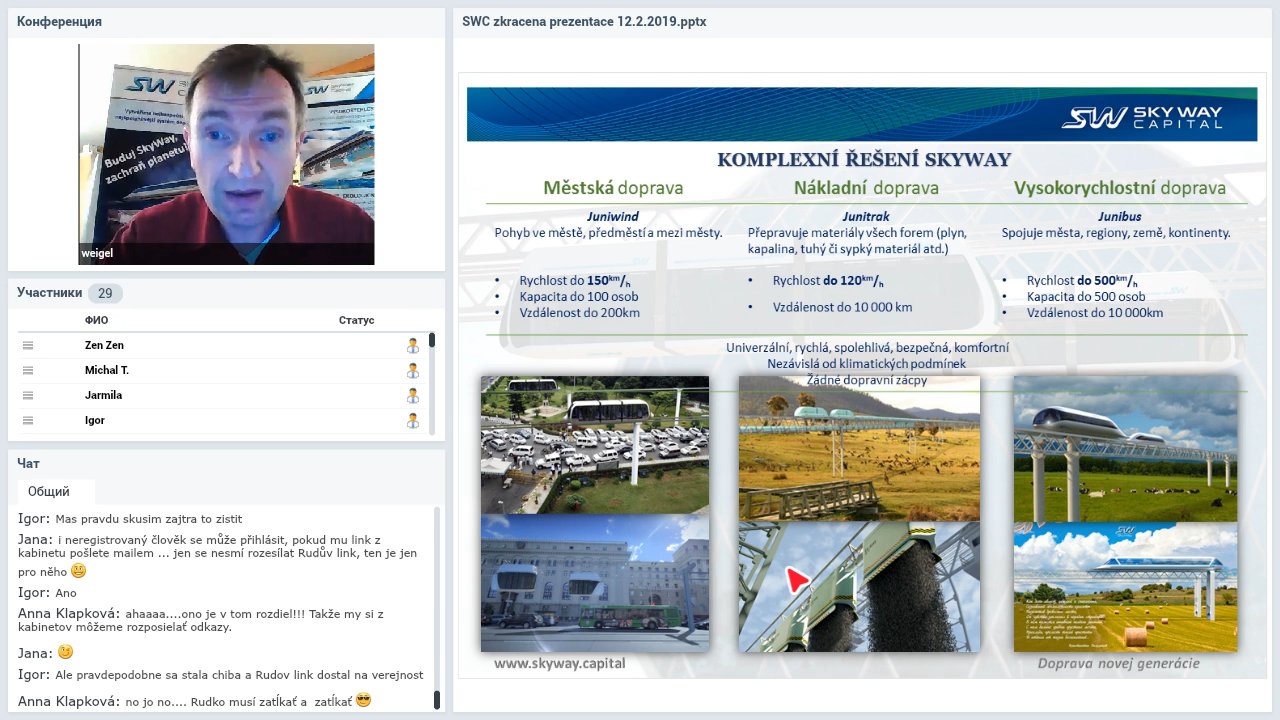 Конференция
SWC zkracena prezentace 12.2.2019.pptx
SW
Buduj SkyWay,
zachraň planetu!
weigel
Участники 29
ФИО Статус
Zen Zen
Michal T.
Jarmila
Igor
Чат
Общий
Igor: Mas pravdu skusim zajtra to zistit
Jana: i neregistrovaný člověk se může přihlásit, pokud mu link z
kabinetu pošlete mailem ... jen se nesmí rozesílat Rudův link, ten je jen
pro něho
Igor: Ano
Anna Klapková: ahaaaa....ono je v tom rozdiel!!! Takže my z
kabinetov môžeme rozposielať odkazy.
Jana:
Igor: Ale pravdepodobne sa stala chiba a Rudov link dostal na verejnost
Anna Klapková: no jo no.... Rudko musí zatĺkať a zatĺkať
SW SKY WAY
CAPITAL
KOMPLEXNÍ ŘEŠENÍ SKYWAY
Městská doprava
Juniwind
Pohyb ve městě, předměstí a mezi městy.
• Rychlost do 150km/h
• Kapacita do 100 osob
• Vzdálenost do 200km
Nákladní doprava
Junitrak
Přepravuje materiály všech forem (plyn,
kapalina, tuhý či sypký materiál atd.)
• Rychlost do 120km/h
• Vzdálenost do 10 000 km
Vysokorychlostní doprava
Junibus
Spojuje města, regiony, země, kontinenty.
• Rychlost do 500km/h
• Kapacita do 500 osob
• Vzdálenost do 10 000km
Univerzální, rychlá, spolehlivá, bezpečná, komfortní
Nezávislá od klimatických podmínek
Žádné dopravní zácpy
SW
www.skyway.capital
Doprava novej generácie